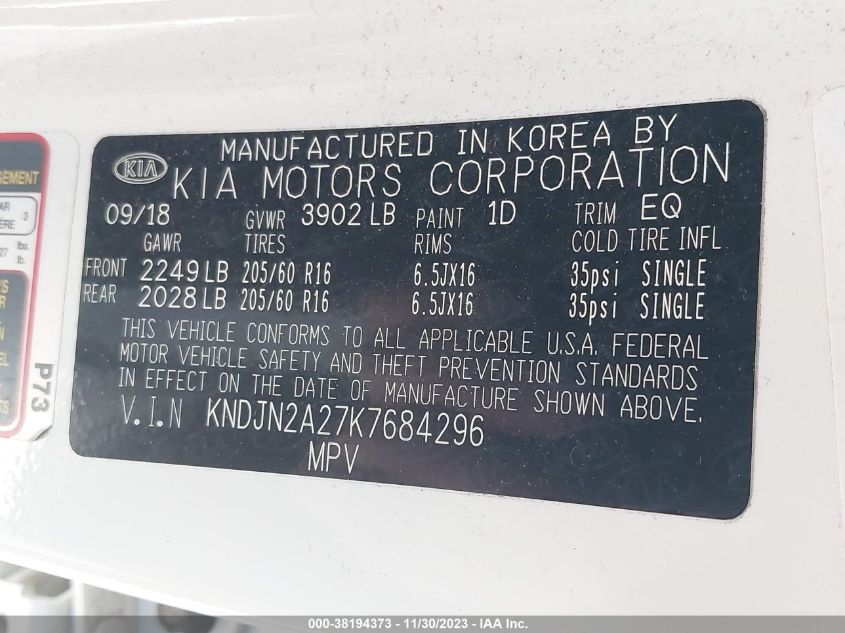 MANUFACTURED IN KOREA BY
KIA KIA MOTORS CORPORATION
09/18 GVWR 3902 LB PAINT 1D TRIM EQ
GAWR TIRES RIMS COLD TIRE INFL
FRONT 2249 LB 205/60 R16 6.5JX16 35psi SINGLE
REAR 2028 LB 205/60 R16 6.5JX16 35psi SINGLE
THIS VEHICLE CONFORMS TO ALL APPLICABLE U.S.A. FEDERAL
MOTOR VEHICLE SAFETY AND THEFT PREVENTION STANDARDS
IN EFFECT ON THE DATE OF MANUFACTURE SHOWN ABOVE.
V.I.N KNDJN2A27K7684296
MPV
P73
000-38194373 - 11/30/2023 - IAA Inc.